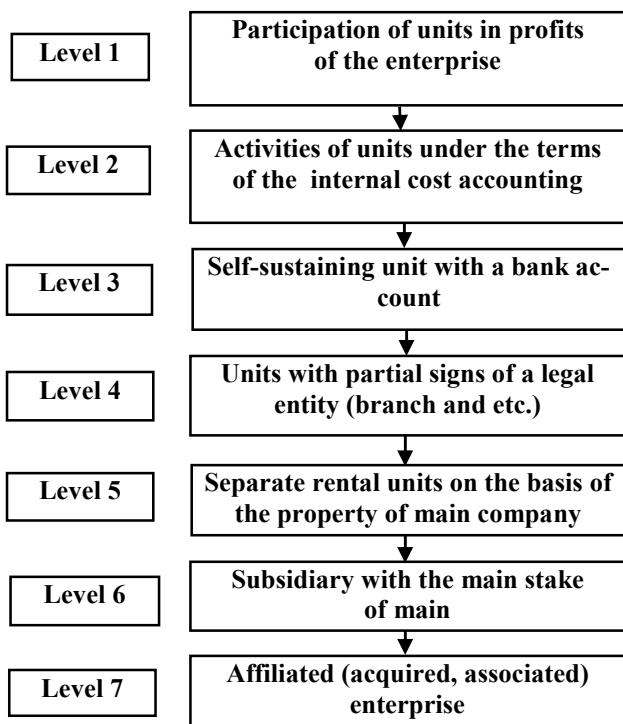 Level 1
Participation of units in profits
of the enterprise
Level 2
Activities of units under the terms
of the internal cost accounting
Level 3
Self-sustaining unit with a bank ac-
count
Level 4
Units with partial signs of a legal
entity (branch and etc.)
Level 5
Separate rental units on the basis of
the property of main company
Level 6
Subsidiary with the main stake
of main
Level 7
Affiliated (acquired, associated)
enterprise